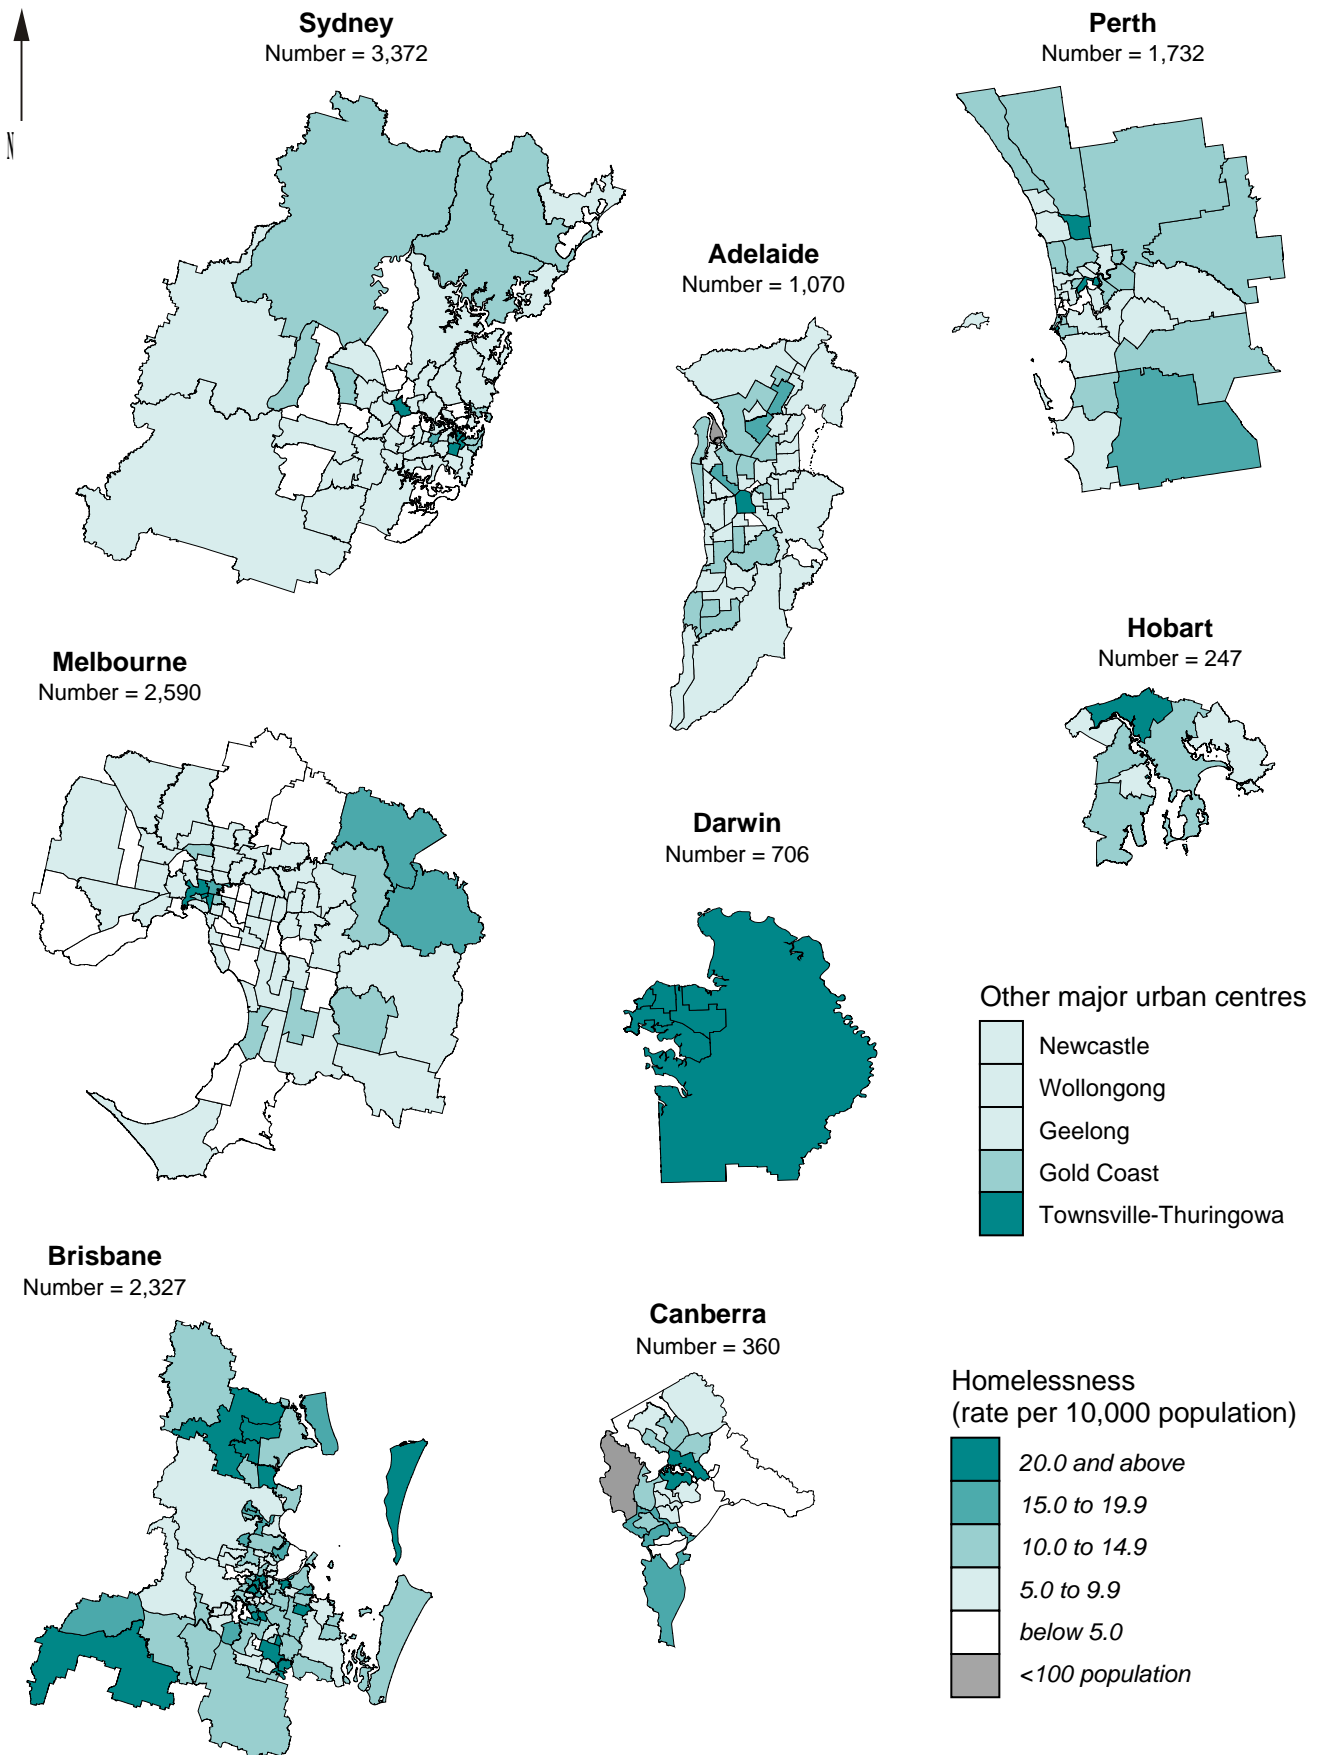 Sydney
Number = 3,372
Perth
Number = 1,732
N
Adelaide
Number = 1,070
Hobart
Number = 247
Melbourne
Number = 2,590
Darwin
Number = 706
Other major urban centres
Newcastle
Wollongong
Geelong
Gold Coast
Townsville-Thuringowa
Brisbane
Number = 2,327
Canberra
Number = 360
Homelessness
(rate per 10,000 population)
20.0 and above
15.0 to 19.9
10.0 to 14.9
5.0 to 9.9
below 5.0
<100 population